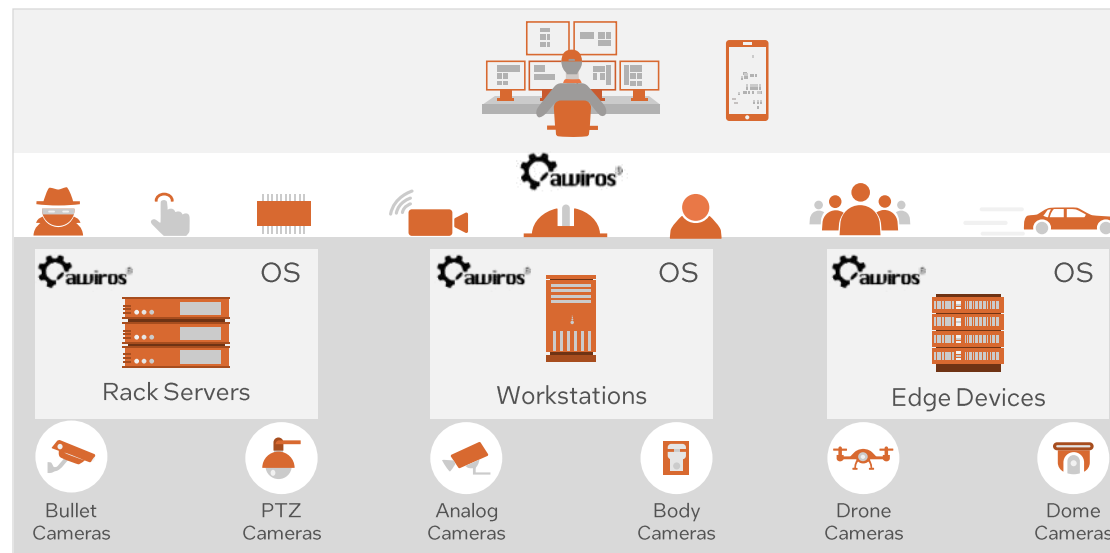 awiros®
awiros® OS
awiros® OS
awiros® OS
Rack Servers
Workstations
Edge Devices
Bullet
Cameras
PTZ
Cameras
Analog
Cameras
Body
Cameras
Drone
Cameras
Dome
Cameras